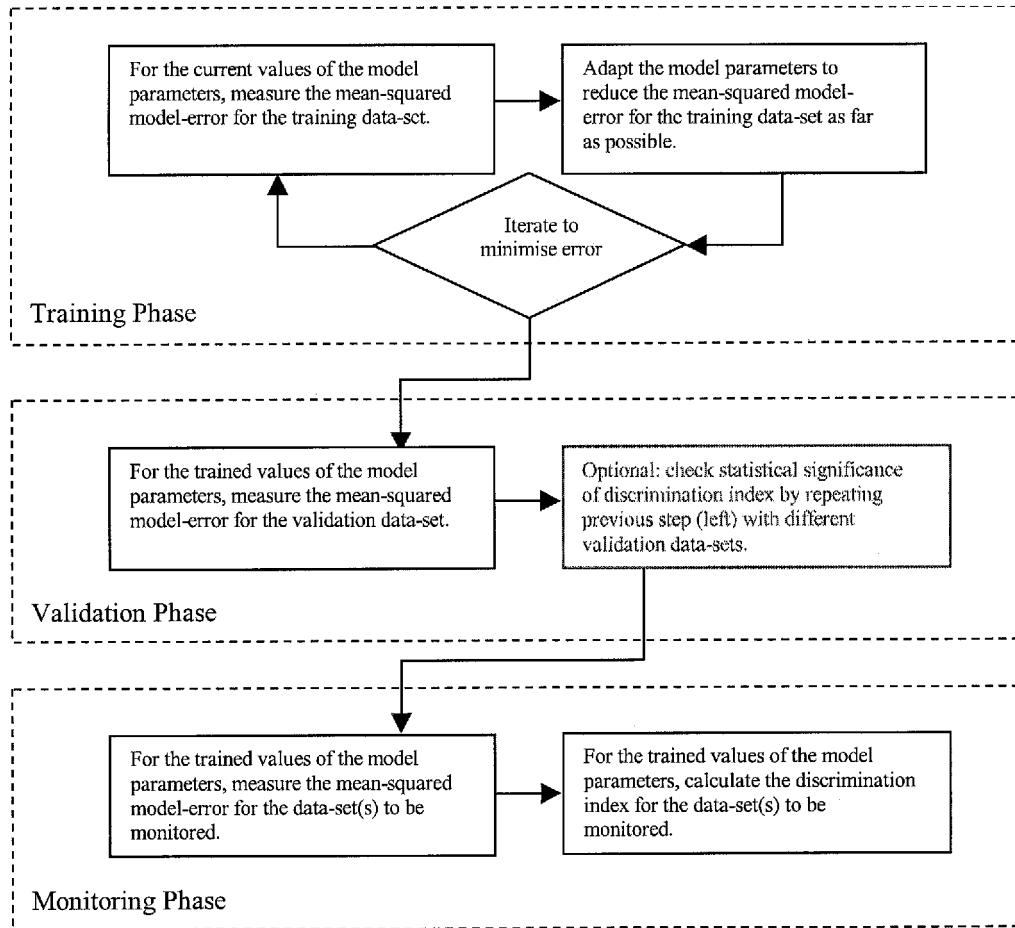 For the current values of the model
parameters, measure the mean-squared
model-error for the training data-set.
Adapt the model parameters to
reduce the mean-squared model-
error for the training data-set as far
as possible.
Iterate to
minimise error
Training Phase
For the trained values of the model
parameters, measure the mean-squared
model-error for the validation data-set.
Optional: check statistical significance
of discrimination index by repeating
previous step (left) with different
validation data-sets.
Validation Phase
For the trained values of the model
parameters, measure the mean-squared
model-error for the data-set(s) to be
monitored.
For the trained values of the model
parameters, calculate the discrimination
index for the data-set(s) to be
monitored.
Monitoring Phase